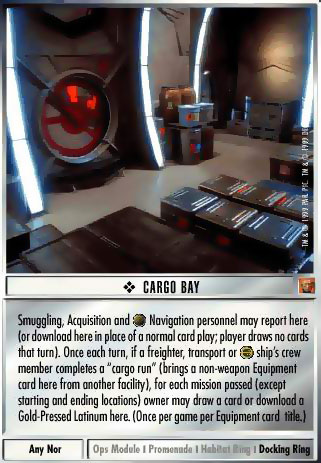 TM & © 1999 PAR. PIC. TM & © 1999 DI
❖ CARGO BAY
Smuggling, Acquisition and Navigation personnel may report here
(or download here in place of a normal card play; player draws no cards
that turn). Once each turn, if a freighter, transport or ship's crew
member completes a "cargo run" (brings a non-weapon Equipment
card here from another facility), for each mission passed (except
starting and ending locations) owner may draw a card or download a
Gold-Pressed Latinum here. (Once per game per Equipment card title.)
Any Nor
Ops Module I Promenade I Habitat Ring I Docking Ring